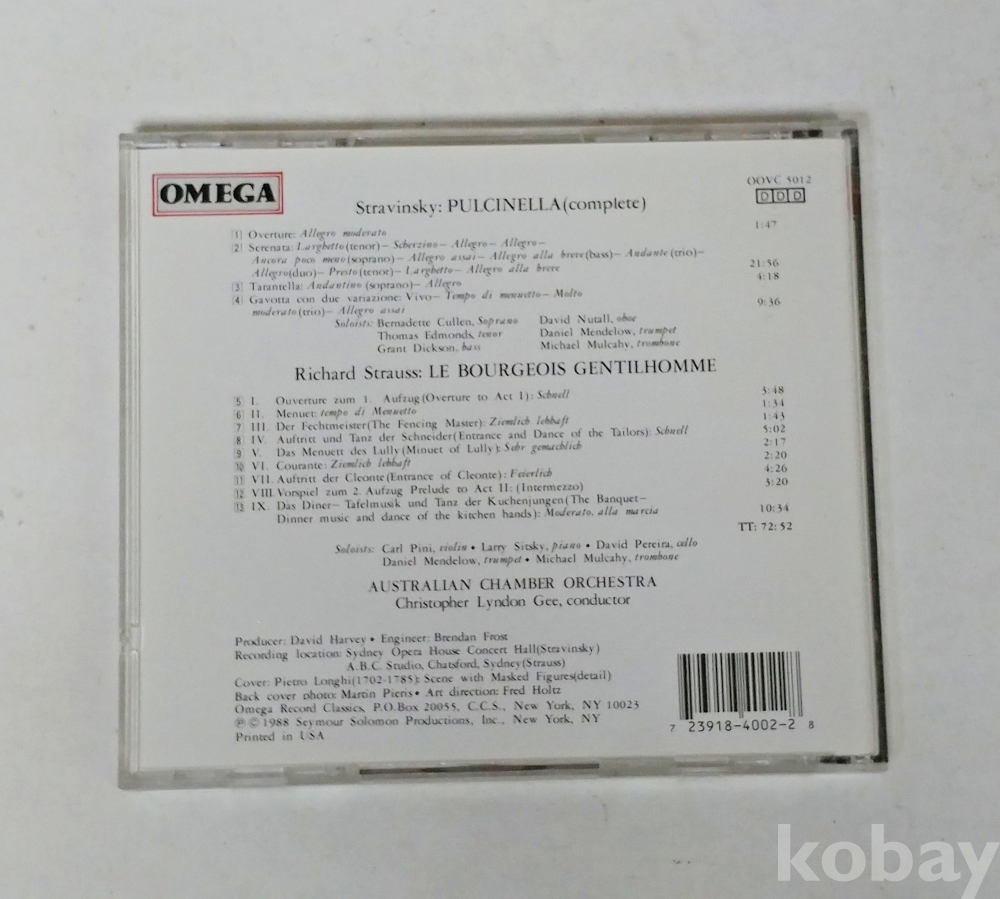 OMEGA
OOVC 5012
DDD
Stravinsky: PULCINELLA(complete)
1 Overture: Allegro moderato 1:47
2 Serenata: Larghetto(tenor)— Scherzino— Allegro— Allegro—
Ancora poco meno(soprano)— Allegro assai— Allegro alla breve(bass)— Andante(trio)—
Allegro(duo)— Presto(tenor)— Larghetto— Allegro alla breve 21:56
3 Tarantella: Andantino (soprano)— Allegro 4:18
4 Gavotta con due variazione: Vivo— Tempo di menuetto— Molto
moderato(trio)— Allegro assai 9:36
Soloists: Bernadette Cullen, Soprano David Nutall, oboe
Thomas Edmonds, tenor Daniel Mendelow, trumpet
Grant Dickson, bass Michael Mulcahy, trombone
Richard Strauss: LE BOURGEOIS GENTILHOMME
5 I. Ouverture zum 1. Aufzug(Overture to Act I): Schnell 3:48
6 II. Menuet: tempo di Menuetto 1:34
7 III. Der Fechtmeister(The Fencing Master): Ziemlich lebhaft 1:43
8 IV. Auftritt und Tanz der Schneider(Entrance and Dance of the Tailors): Schnell 5:02
9 V. Das Menuett des Lully(Minuet of Lully): Sehr gemachlich 2:17
10 VI. Courante: Ziemlich lebhaft 2:20
11 VII. Auftritt der Cleonte(Entrance of Cleonte): Feierlich 4:26
12 VIII. Vorspiel zum 2. Aufzug Prelude to Act II: (Intermezzo) 3:20
13 IX. Das Diner— Tafelmusik und Tanz der Kuchenjungen(The Banquet—
Dinner music and dance of the kitchen hands): Moderato, alla marcia 10:34
TT: 72:52
Soloists: Carl Pini, violin • Larry Sitsky, piano • David Pereira, cello
Daniel Mendelow, trumpet • Michael Mulcahy, trombone
AUSTRALIAN CHAMBER ORCHESTRA
Christopher Lyndon Gee, conductor
Producer: David Harvey • Engineer: Brendan Frost
Recording location: Sydney Opera House Concert Hall(Stravinsky)
A.B.C. Studio, Chatsford, Sydney(Strauss)
Cover: Pietro Longhi(1702-1785): Scene with Masked Figures(detail)
Back cover photo: Martin Pieris • Art direction: Fred Holtz
Omega Record Classics, P.O.Box 20055, C.C.S., New York, NY 10023
℗ © 1988 Seymour Solomon Productions, Inc., New York, NY
Printed in USA
7 23918-4002-2 8
kobay